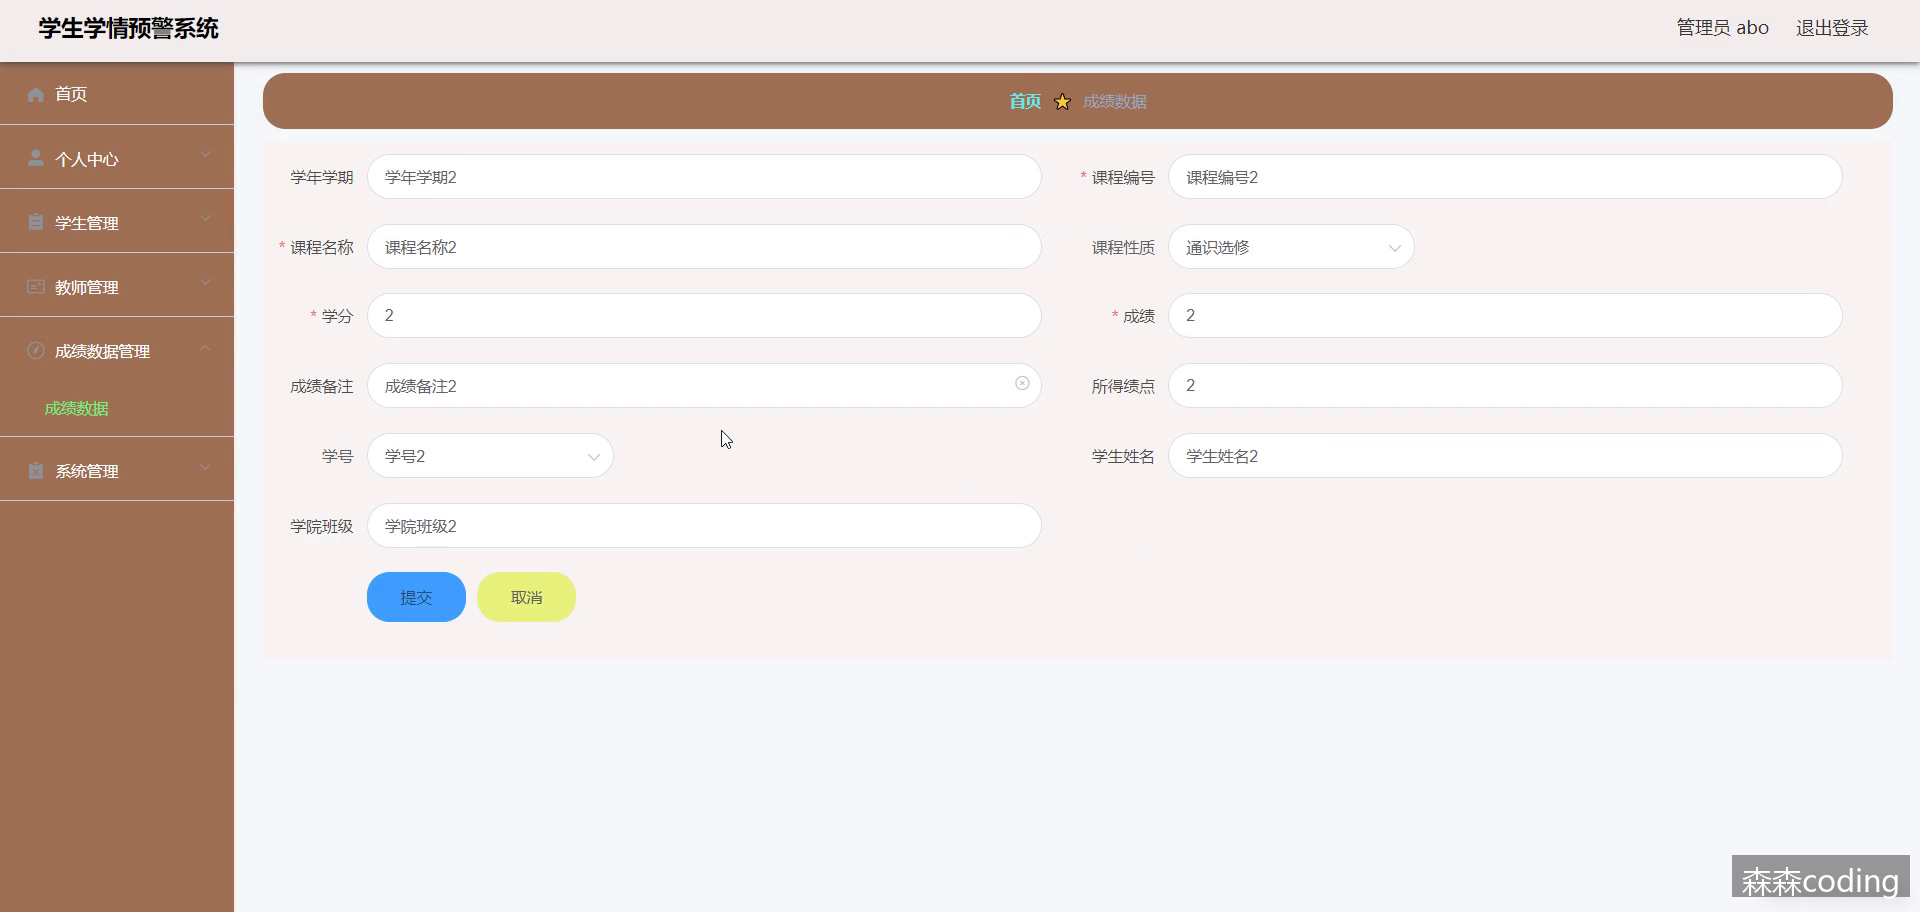 学生学情预警系统
管理员 abo 退出登录
首页
个人中心
学生管理
教师管理
成绩数据管理
成绩数据
系统管理
首页 成绩数据
学年学期 学年学期2
* 课程编号 课程编号2
* 课程名称 课程名称2
课程性质 通识选修
* 学分 2
* 成绩 2
成绩备注 成绩备注2
所得绩点 2
学号 学号2
学生姓名 学生姓名2
学院班级 学院班级2
提交 取消
森森coding